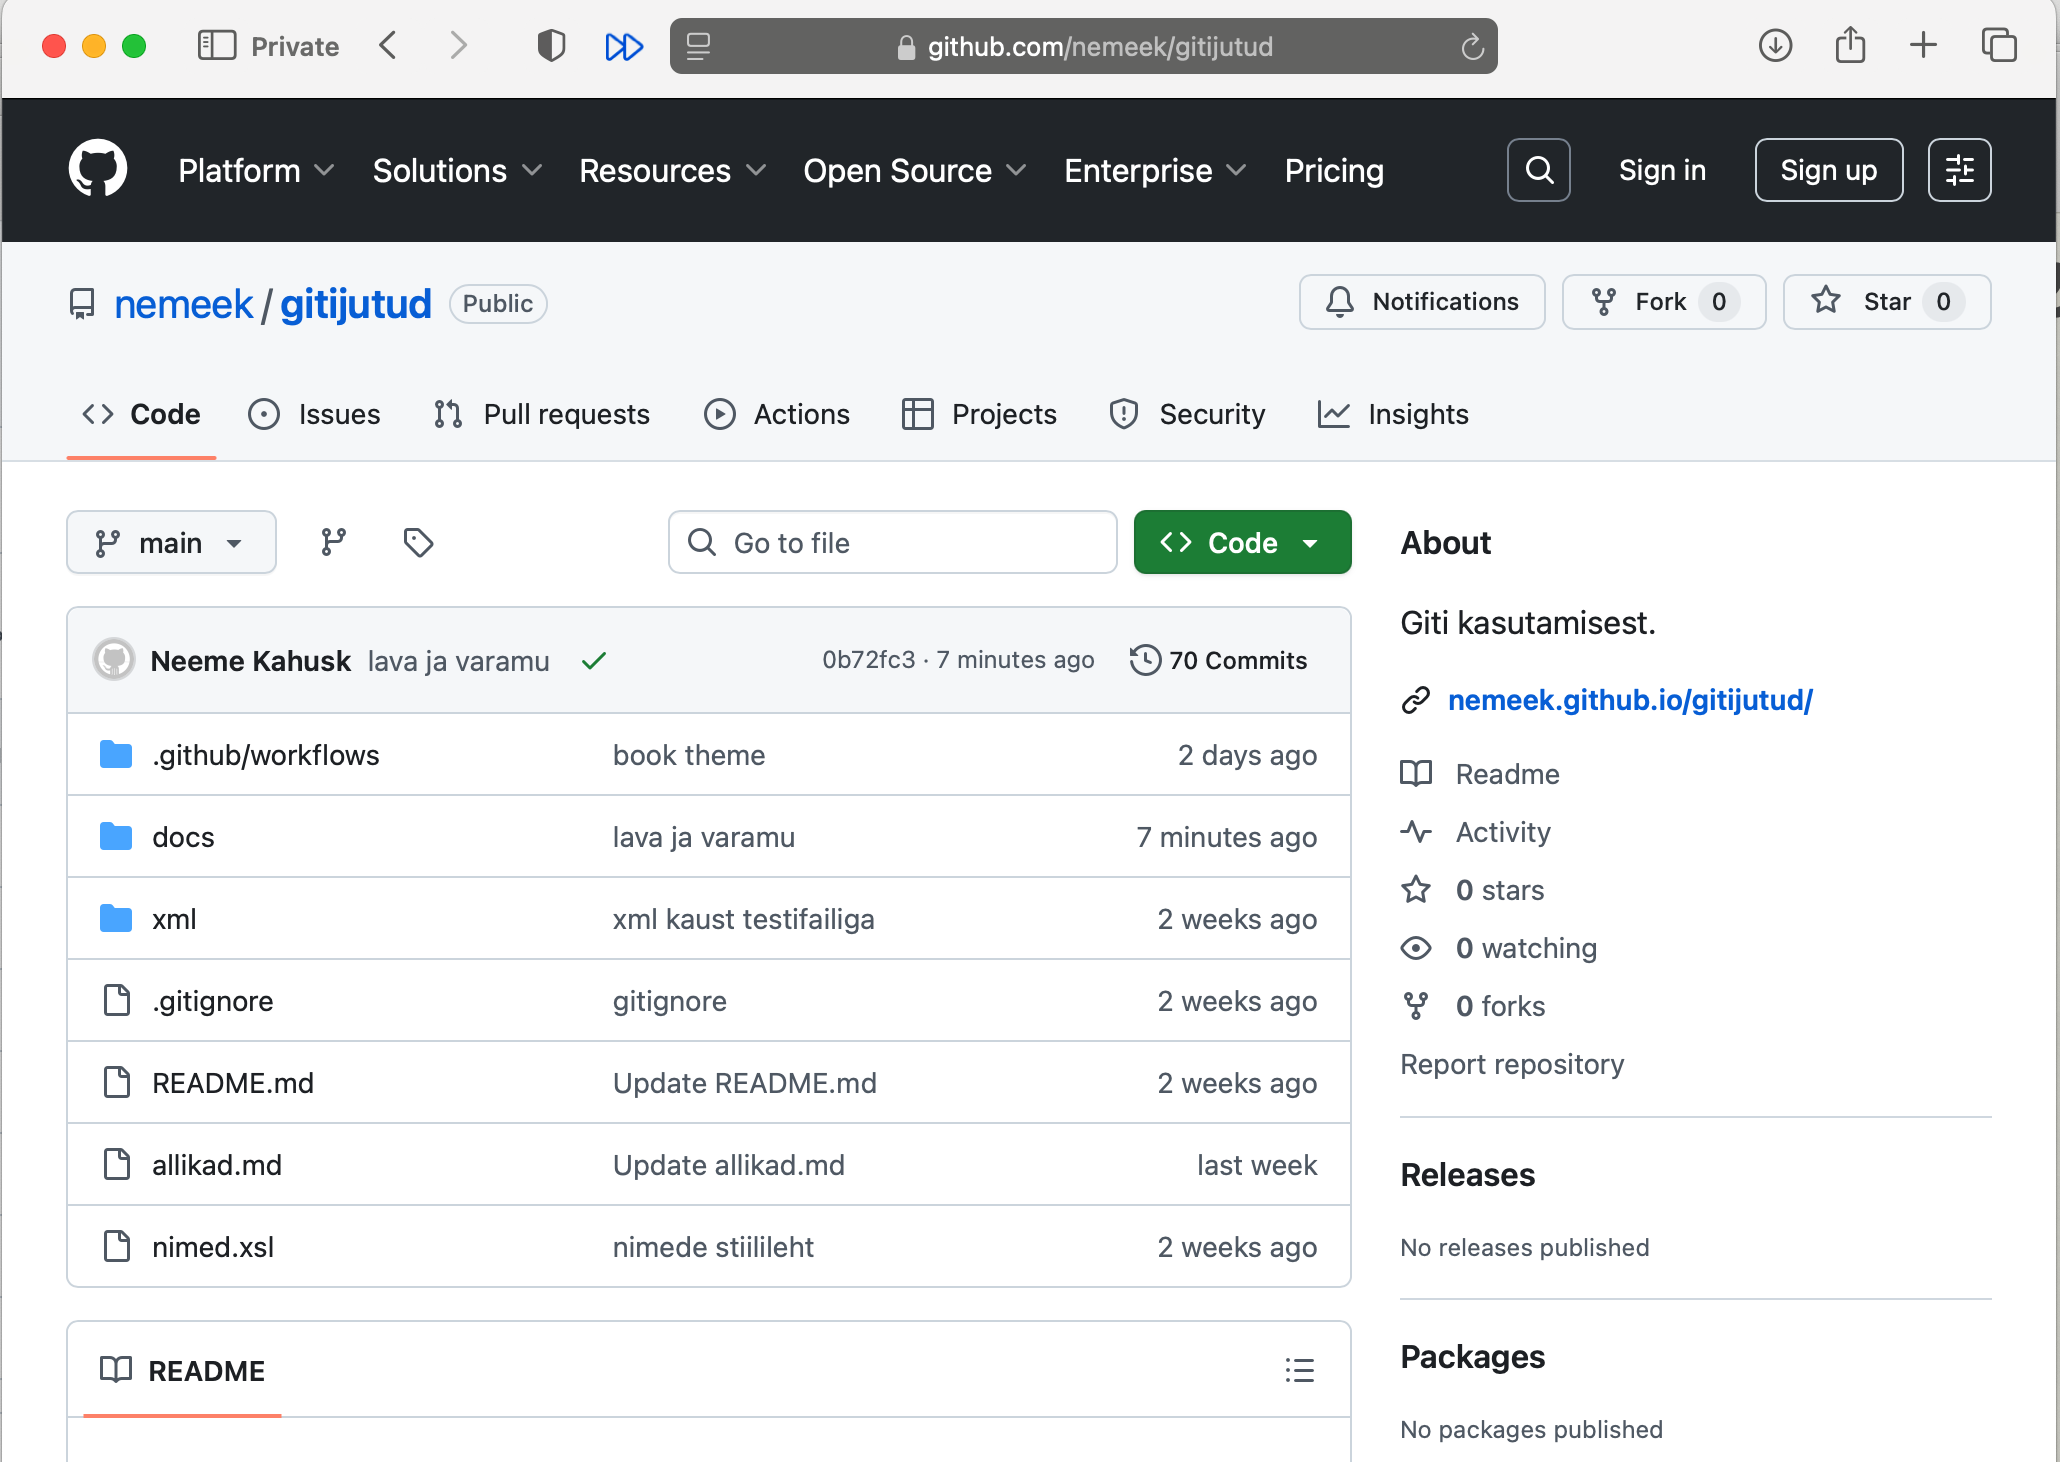 Private
github.com/nemeek/gitijutud
Platform Solutions Resources Open Source Enterprise Pricing Sign in Sign up
nemeek / gitijutud Public
Notifications Fork 0 Star 0
Code Issues Pull requests Actions Projects Security Insights
main Go to file Code
Neeme Kahusk lava ja varamu 0b72fc3 · 7 minutes ago 70 Commits
.github/workflows book theme 2 days ago
docs lava ja varamu 7 minutes ago
xml xml kaust testifailiga 2 weeks ago
.gitignore gitignore 2 weeks ago
README.md Update README.md 2 weeks ago
allikad.md Update allikad.md last week
nimed.xsl nimede stiilileht 2 weeks ago
README
About
Giti kasutamisest.
nemeek.github.io/gitijutud/
Readme
Activity
0 stars
0 watching
0 forks
Report repository
Releases
No releases published
Packages
No packages published